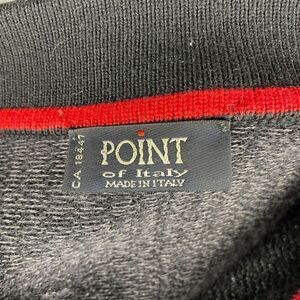 POINT
of Italy
MADE IN ITALY
CA 18447